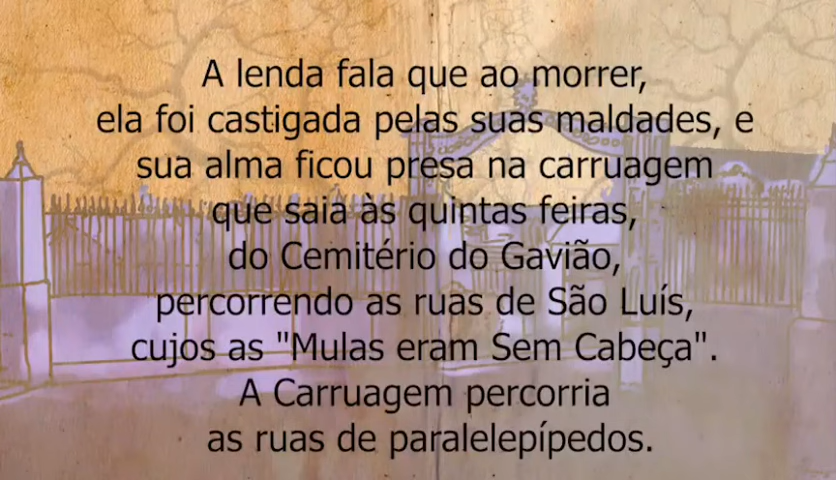 A lenda fala que ao morrer,
ela foi castigada pelas suas maldades, e
sua alma ficou presa na carruagem
que saia às quintas feiras,
do Cemitério do Gavião,
percorrendo as ruas de São Luís,
cujos as "Mulas eram Sem Cabeça".
A Carruagem percorria
as ruas de paralelepípedos.